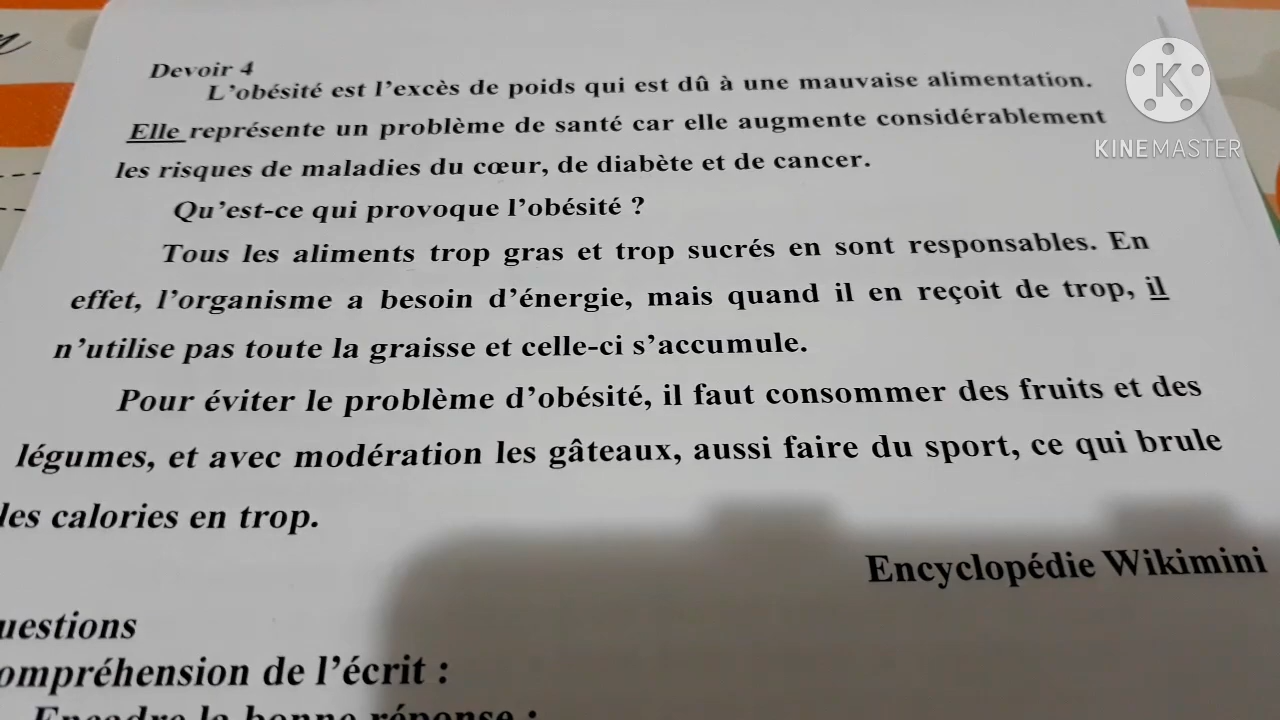 Devoir 4
L'obésité est l'excès de poids qui est dû à une mauvaise alimentation.
Elle représente un problème de santé car elle augmente considérablement
les risques de maladies du cœur, de diabète et de cancer.
Qu'est-ce qui provoque l'obésité ?
Tous les aliments trop gras et trop sucrés en sont responsables. En
effet, l'organisme a besoin d'énergie, mais quand il en reçoit de trop, il
n'utilise pas toute la graisse et celle-ci s'accumule.
Pour éviter le problème d'obésité, il faut consommer des fruits et des
légumes, et avec modération les gâteaux, aussi faire du sport, ce qui brule
les calories en trop.
Encyclopédie Wikimini
uestions
ompréhension de l'écrit :
Encadre la bonne réponse :
KINEMASTER